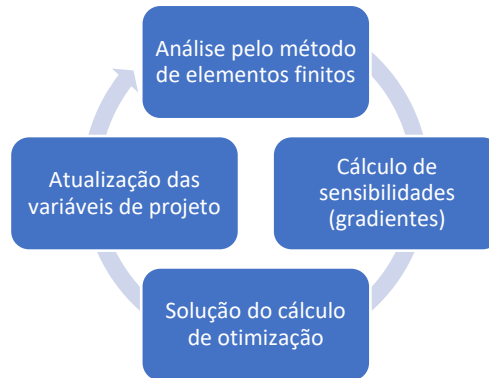 Análise pelo método
de elementos finitos
Cálculo de
sensibilidades
(gradientes)
Solução do cálculo
de otimização
Atualização das
variáveis de projeto